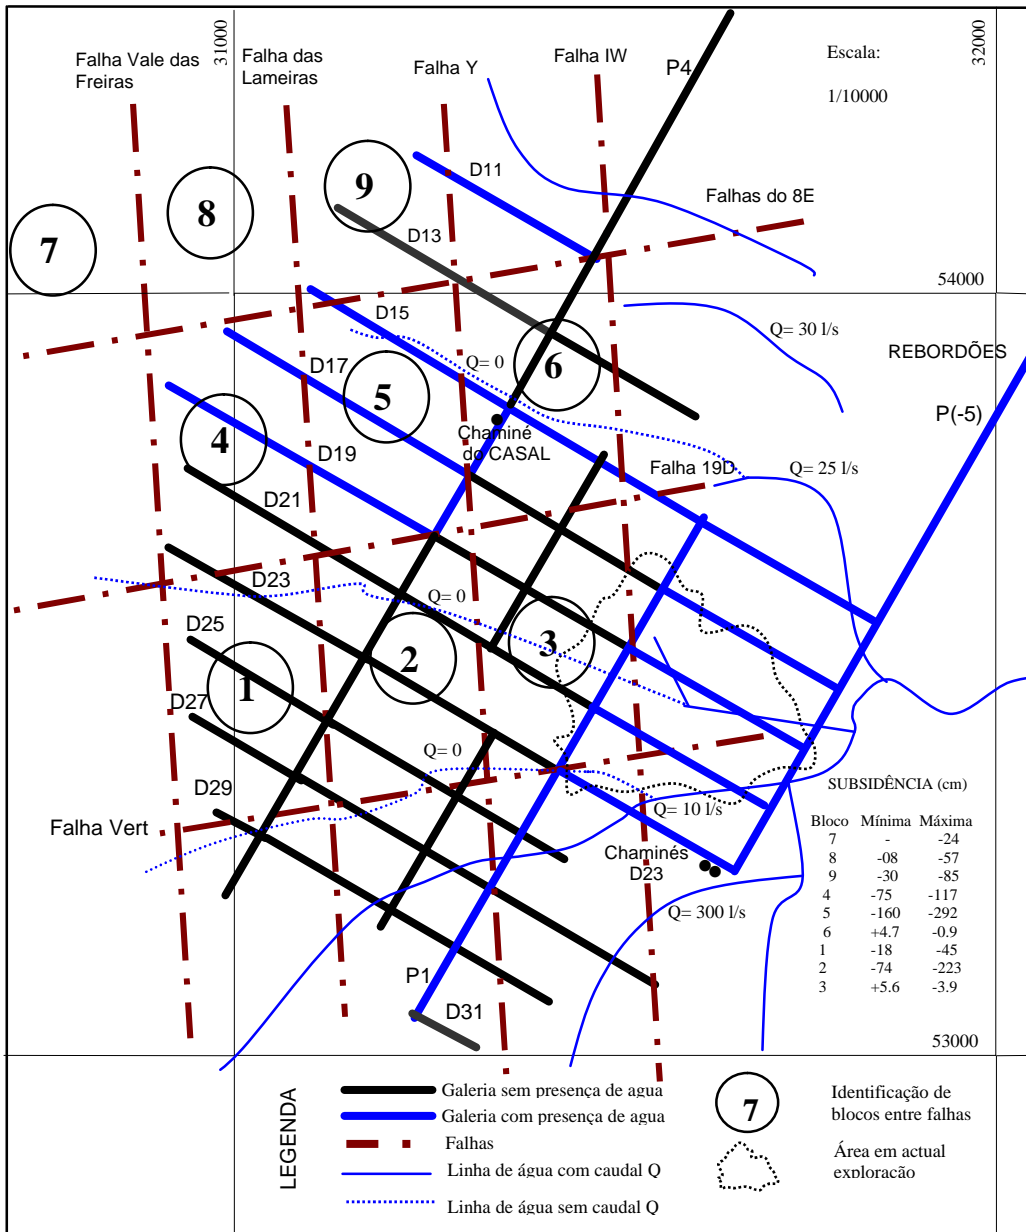 31000
32000
Falha Vale das
Freiras
Falha das
Lameiras
Falha Y
Falha IW
P4
Escala:
1/10000
D11
9
8
7
D13
Falhas do 8E
54000
D15
Q= 0
Q= 30 l/s
REBORDÕES
D17
5
6
P(-5)
Chaminé
do CASAL
4
D19
Falha 19D
Q= 25 l/s
D21
D23
Q= 0
D25
1
2
3
D27
Q= 0
D29
Falha Vert
Q= 10 l/s
Chaminés
D23
Q= 300 l/s
P1
D31
SUBSIDÊNCIA (cm)
Bloco Mínima Máxima
7 - -24
8 -08 -57
9 -30 -85
4 -75 -117
5 -160 -292
6 +4.7 -0.9
1 -18 -45
2 -74 -223
3 +5.6 -3.9
53000
LEGENDA
Galeria sem presença de agua
Galeria com presença de agua
Falhas
Linha de água com caudal Q
Linha de água sem caudal Q
7
Identificação de
blocos entre falhas
Área em actual
exploração